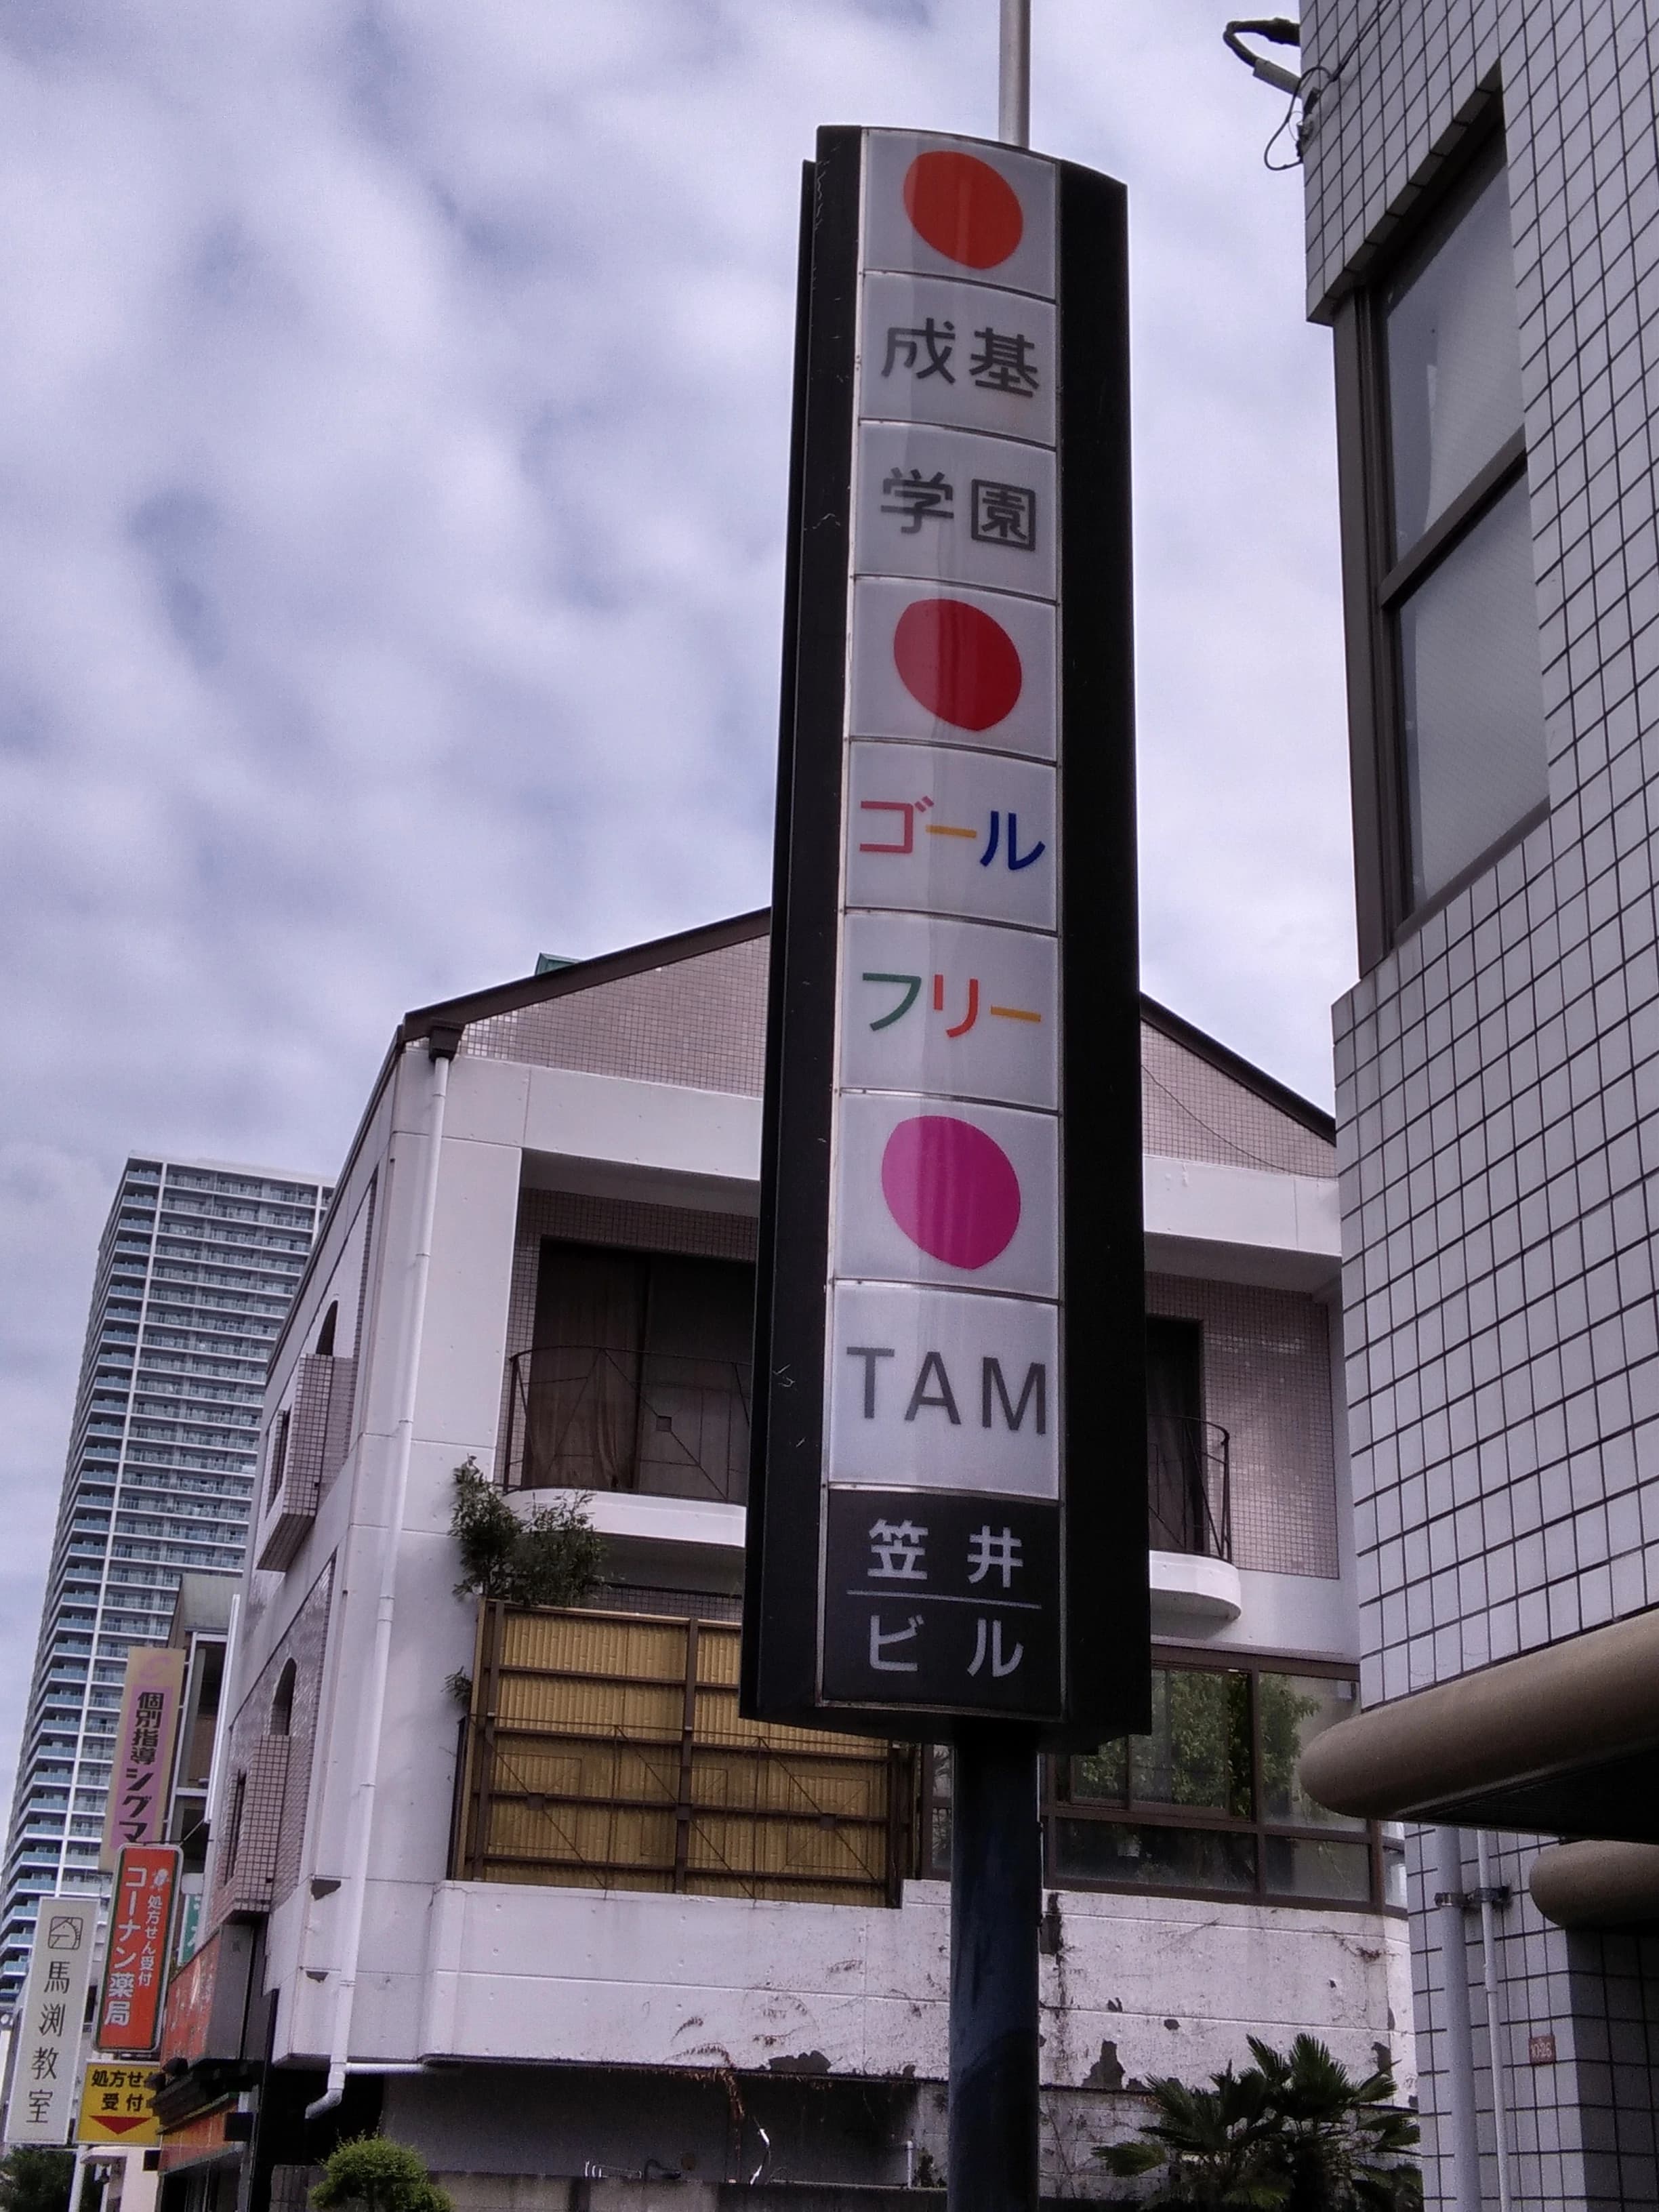 成基
学園
ゴール
フリー
TAM
笠井
ビル
個別指導シグマ
処方せん受付
コーナン薬局
馬渕教室
処方せ
受付